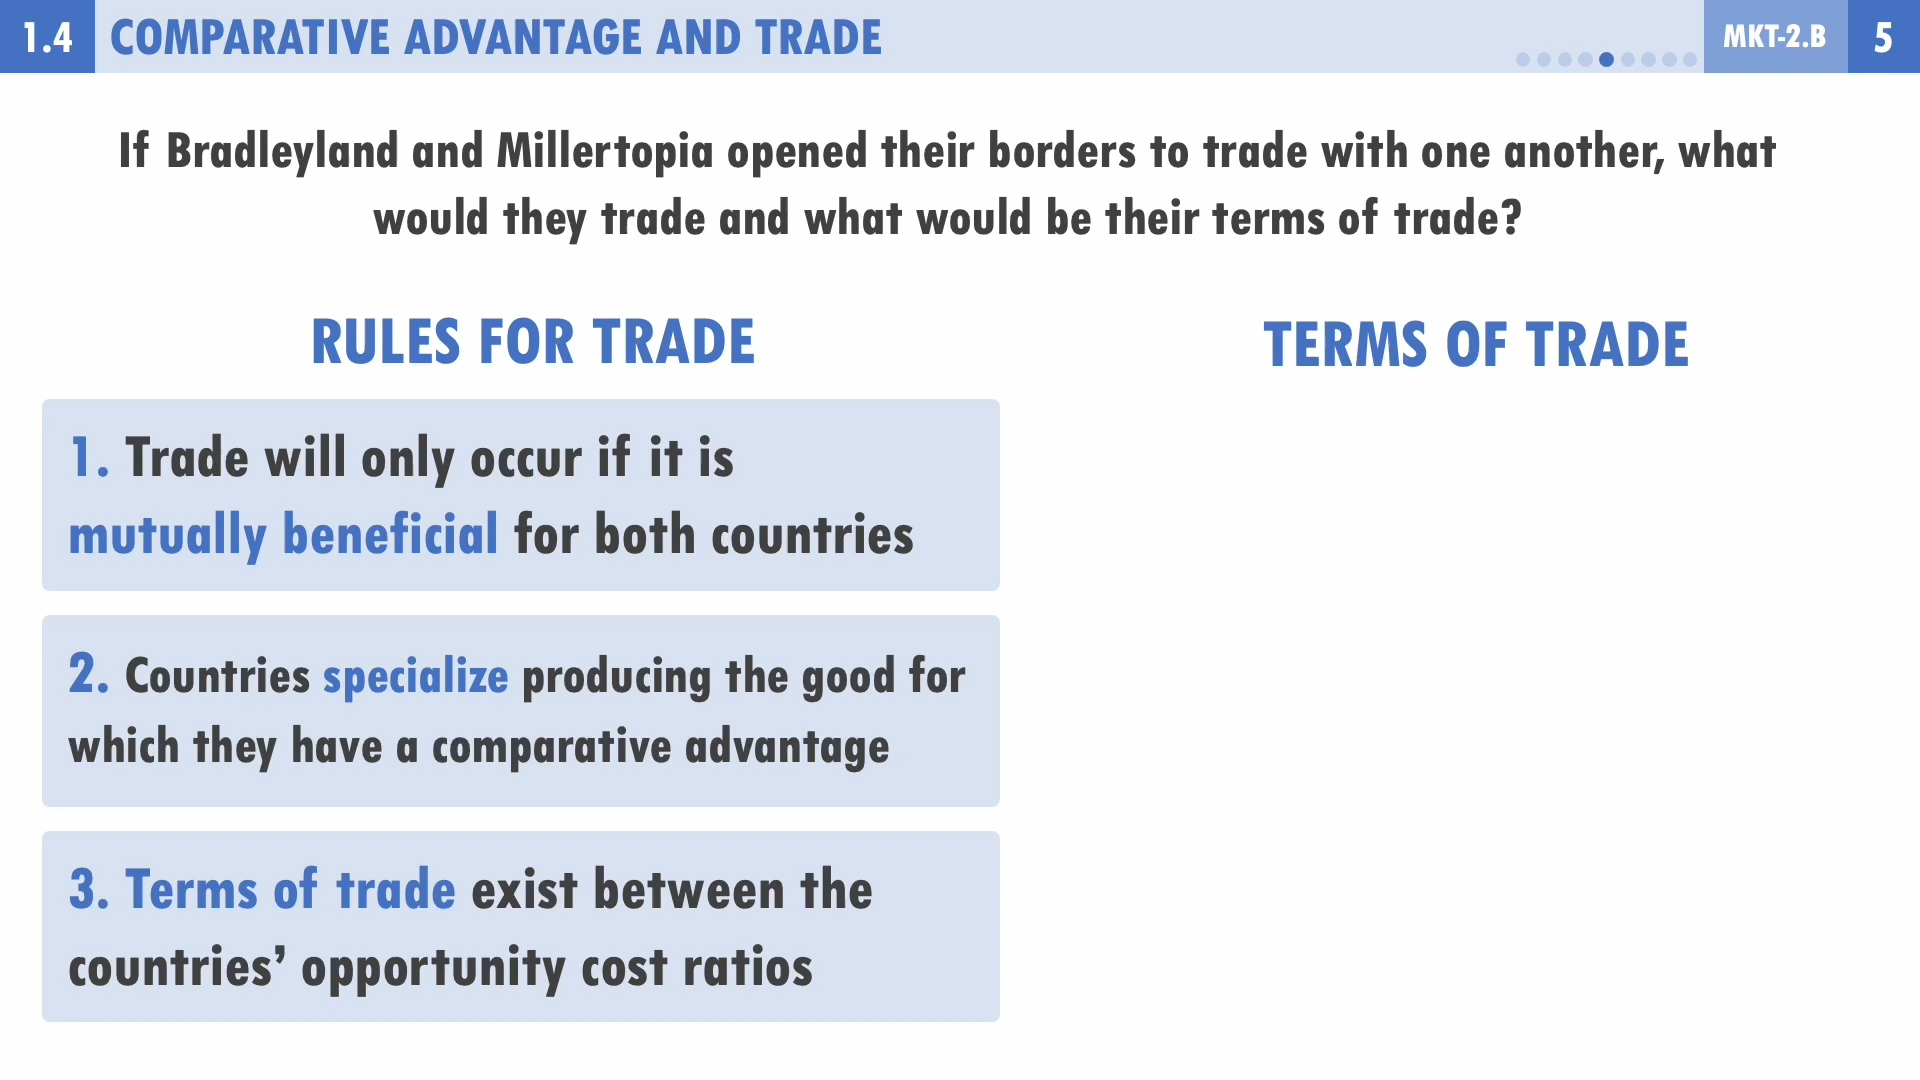 1.4 COMPARATIVE ADVANTAGE AND TRADE MKT-2.B 5
If Bradleyland and Millertopia opened their borders to trade with one another, what
would they trade and what would be their terms of trade?
RULES FOR TRADE
1. Trade will only occur if it is
mutually beneficial for both countries
2. Countries specialize producing the good for
which they have a comparative advantage
3. Terms of trade exist between the
countries’ opportunity cost ratios
TERMS OF TRADE